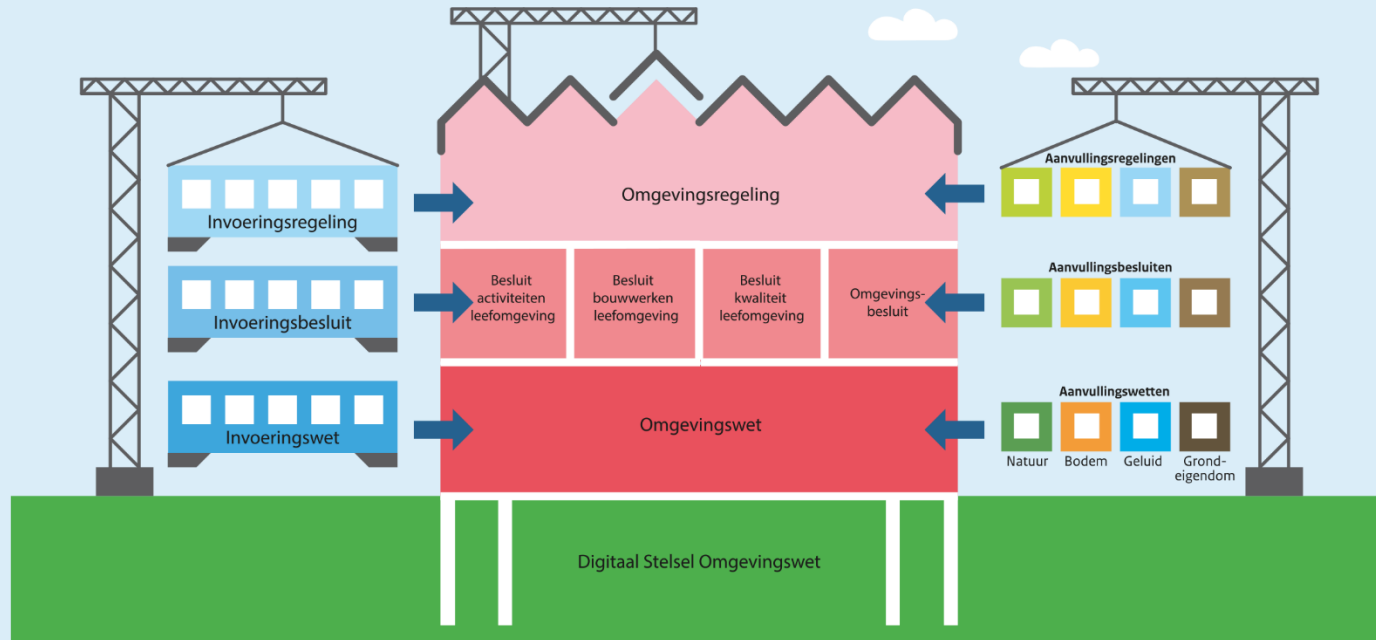 Invoeringsregeling
Invoeringsbesluit
Invoeringswet
Omgevingsregeling
Besluit
activiteiten
leefomgeving
Besluit
bouwwerken
leefomgeving
Besluit
kwaliteit
leefomgeving
Omgevings-
besluit
Omgevingswet
Digitaal Stelsel Omgevingswet
Aanvullingsregelingen
Aanvullingsbesluiten
Aanvullingswetten
Natuur
Bodem
Geluid
Grond-
eigendom